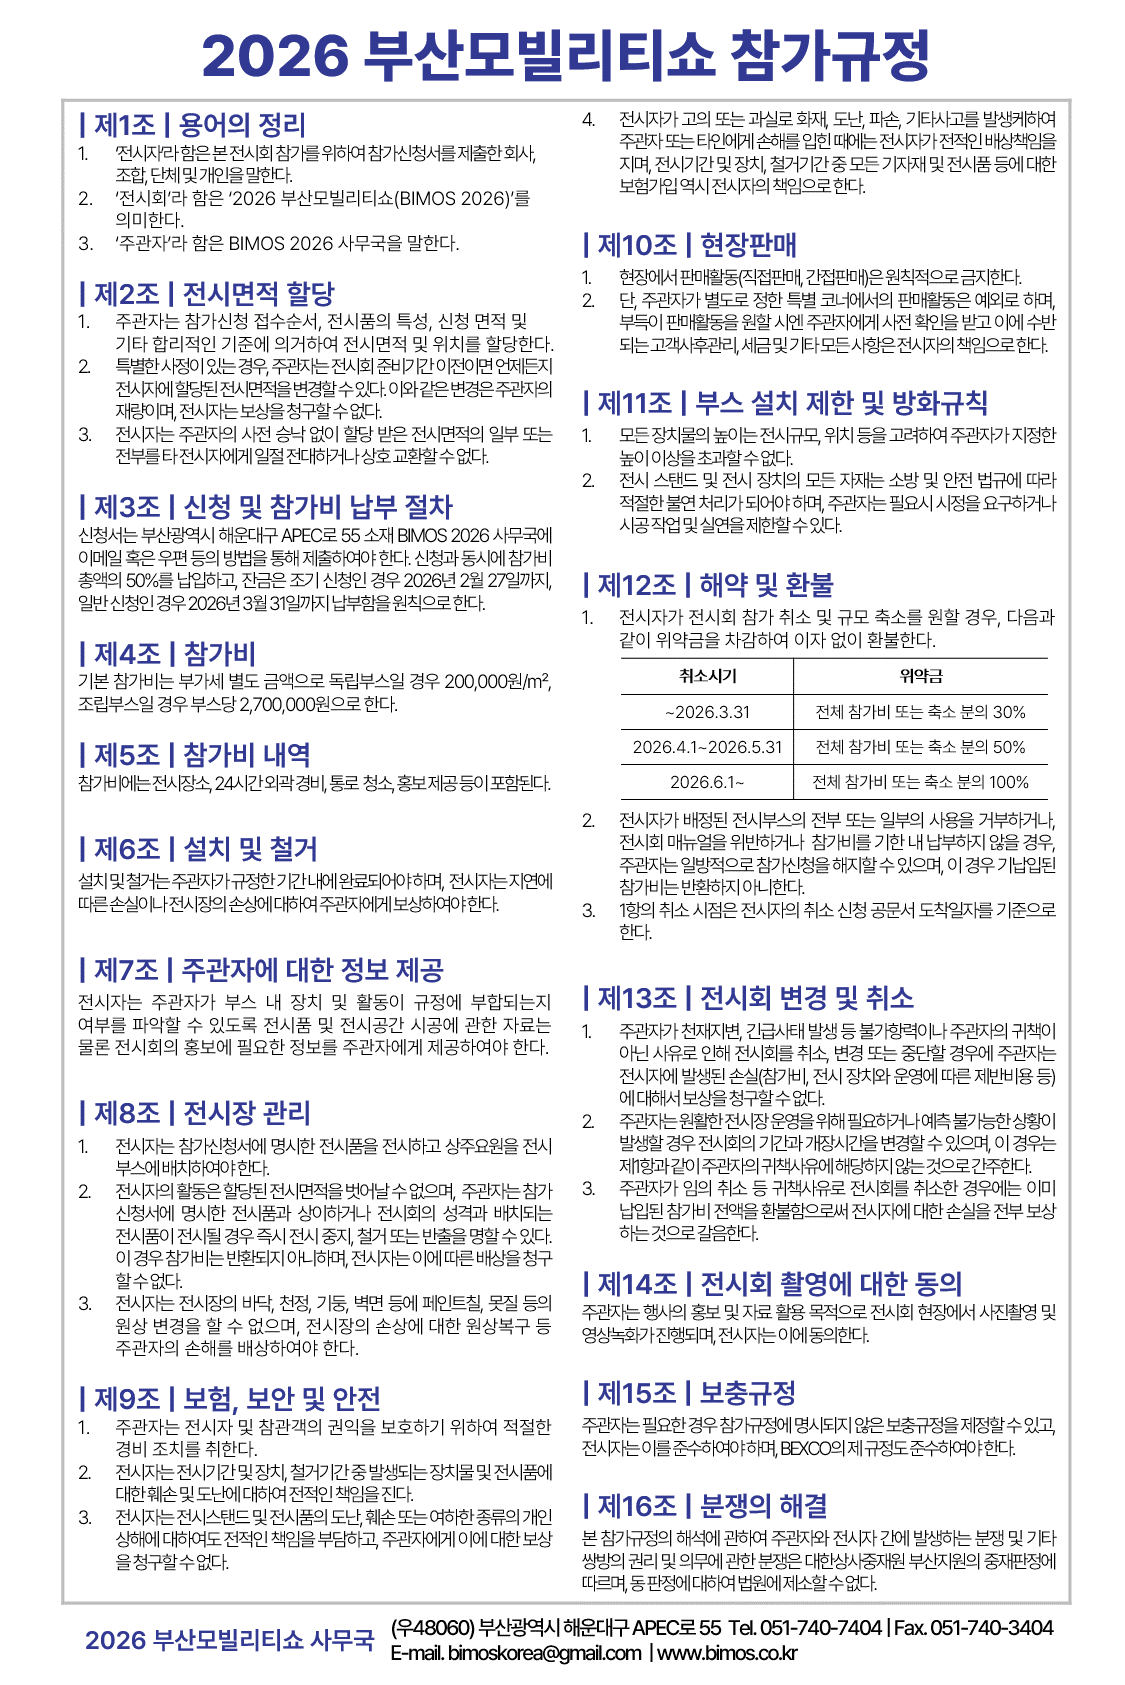 2026 부산모빌리티쇼 참가규정
| 제1조 | 용어의 정리
1. ‘전시자’라 함은 본 전시회 참가를 위하여 참가신청서를 제출한 회사,
조합, 단체 및 개인을 말한다.
2. ‘전시회’라 함은 ‘2026 부산모빌리티쇼(BIMOS 2026)’를
의미한다.
3. ‘주관자’라 함은 BIMOS 2026 사무국을 말한다.
| 제2조 | 전시면적 할당
1. 주관자는 참가신청 접수순서, 전시품의 특성, 신청 면적 및
기타 합리적인 기준에 의거하여 전시면적 및 위치를 할당한다.
2. 특별한 사정이 있는 경우, 주관자는 전시회 준비기간 이전이면 언제든지
전시자에 할당된 전시면적을 변경할 수 있다. 이와 같은 변경은 주관자의
재량이며, 전시자는 보상을 청구할 수 없다.
3. 전시자는 주관자의 사전 승낙 없이 할당 받은 전시면적의 일부 또는
전부를 타 전시자에게 일절 전대하거나 상호 교환할 수 없다.
| 제3조 | 신청 및 참가비 납부 절차
신청서는 부산광역시 해운대구 APEC로 55 소재 BIMOS 2026 사무국에
이메일 혹은 우편 등의 방법을 통해 제출하여야 한다. 신청과 동시에 참가비
총액의 50%를 납입하고, 잔금은 조기 신청인 경우 2026년 2월 27일까지,
일반 신청인 경우 2026년 3월 31일까지 납부함을 원칙으로 한다.
| 제4조 | 참가비
기본 참가비는 부가세 별도 금액으로 독립부스일 경우 200,000원/m²,
조립부스일 경우 부스당 2,700,000원으로 한다.
| 제5조 | 참가비 내역
참가비에는 전시장소, 24시간 외곽 경비, 통로 청소, 홍보 제공 등이 포함된다.
| 제6조 | 설치 및 철거
설치 및 철거는 주관자가 규정한 기간 내에 완료되어야 하며, 전시자는 지연에
따른 손실이나 전시장의 손상에 대하여 주관자에게 보상하여야 한다.
| 제7조 | 주관자에 대한 정보 제공
전시자는 주관자가 부스 내 장치 및 활동이 규정에 부합되는지
여부를 파악할 수 있도록 전시품 및 전시공간 시공에 관한 자료는
물론 전시회의 홍보에 필요한 정보를 주관자에게 제공하여야 한다.
| 제8조 | 전시장 관리
1. 전시자는 참가신청서에 명시한 전시품을 전시하고 상주요원을 전시
부스에 배치하여야 한다.
2. 전시자의 활동은 할당된 전시면적을 벗어날 수 없으며, 주관자는 참가
신청서에 명시한 전시품과 상이하거나 전시회의 성격과 배치되는
전시품이 전시될 경우 즉시 전시 중지, 철거 또는 반출을 명할 수 있다.
이 경우 참가비는 반환되지 아니하며, 전시자는 이에 따른 배상을 청구
할 수 없다.
3. 전시자는 전시장의 바닥, 천정, 기둥, 벽면 등에 페인트칠, 못질 등의
원상 변경을 할 수 없으며, 전시장의 손상에 대한 원상복구 등
주관자의 손해를 배상하여야 한다.
| 제9조 | 보험, 보안 및 안전
1. 주관자는 전시자 및 참관객의 권익을 보호하기 위하여 적절한
경비 조치를 취한다.
2. 전시자는 전시기간 및 장치, 철거기간 중 발생되는 장치물 및 전시품에
대한 훼손 및 도난에 대하여 전적인 책임을 진다.
3. 전시자는 전시스탠드 및 전시품의 도난, 훼손 또는 여하한 종류의 개인
상해에 대하여도 전적인 책임을 부담하고, 주관자에게 이에 대한 보상
을 청구할 수 없다.
4. 전시자가 고의 또는 과실로 화재, 도난, 파손, 기타사고를 발생케하여
주관자 또는 타인에게 손해를 입힌 때에는 전시자가 전적인 배상책임을
지며, 전시기간 및 장치, 철거기간 중 모든 기자재 및 전시품 등에 대한
보험가입 역시 전시자의 책임으로 한다.
| 제10조 | 현장판매
1. 현장에서 판매활동(직접판매, 간접판매)은 원칙적으로 금지한다.
2. 단, 주관자가 별도로 정한 특별 코너에서의 판매활동은 예외로 하며,
부득이 판매활동을 원할 시엔 주관자에게 사전 확인을 받고 이에 수반
되는 고객사후관리, 세금 및 기타 모든 사항은 전시자의 책임으로 한다.
| 제11조 | 부스 설치 제한 및 방화규칙
1. 모든 장치물의 높이는 전시규모, 위치 등을 고려하여 주관자가 지정한
높이 이상을 초과할 수 없다.
2. 전시 스탠드 및 전시 장치의 모든 자재는 소방 및 안전 법규에 따라
적절한 불연 처리가 되어야 하며, 주관자는 필요시 시정을 요구하거나
시공 작업 및 실연을 제한할 수 있다.
| 제12조 | 해약 및 환불
1. 전시자가 전시회 참가 취소 및 규모 축소를 원할 경우, 다음과
같이 위약금을 차감하여 이자 없이 환불한다.
취소시기 위약금
~2026.3.31 전체 참가비 또는 축소 분의 30%
2026.4.1~2026.5.31 전체 참가비 또는 축소 분의 50%
2026.6.1~ 전체 참가비 또는 축소 분의 100%
2. 전시자가 배정된 전시부스의 전부 또는 일부의 사용을 거부하거나,
전시회 매뉴얼을 위반하거나 참가비를 기한 내 납부하지 않을 경우,
주관자는 일방적으로 참가신청을 해지할 수 있으며, 이 경우 기납입된
참가비는 반환하지 아니한다.
3. 1항의 취소 시점은 전시자의 취소 신청 공문서 도착일자를 기준으로
한다.
| 제13조 | 전시회 변경 및 취소
1. 주관자가 천재지변, 긴급사태 발생 등 불가항력이나 주관자의 귀책이
아닌 사유로 인해 전시회를 취소, 변경 또는 중단할 경우에 주관자는
전시자에 발생된 손실(참가비, 전시 장치와 운영에 따른 제반비용 등)
에 대해서 보상을 청구할 수 없다.
2. 주관자는 원활한 전시장 운영을 위해 필요하거나 예측 불가능한 상황이
발생할 경우 전시회의 기간과 개장시간을 변경할 수 있으며, 이 경우는
제1항과 같이 주관자의 귀책사유에 해당하지 않는 것으로 간주한다.
3. 주관자가 임의 취소 등 귀책사유로 전시회를 취소한 경우에는 이미
납입된 참가비 전액을 환불함으로써 전시자에 대한 손실을 전부 보상
하는 것으로 갈음한다.
| 제14조 | 전시회 촬영에 대한 동의
주관자는 행사의 홍보 및 자료 활용 목적으로 전시회 현장에서 사진촬영 및
영상녹화가 진행되며, 전시자는 이에 동의한다.
| 제15조 | 보충규정
주관자는 필요한 경우 참가규정에 명시되지 않은 보충규정을 제정할 수 있고,
전시자는 이를 준수하여야 하며, BEXCO의 제 규정도 준수하여야 한다.
| 제16조 | 분쟁의 해결
본 참가규정의 해석에 관하여 주관자와 전시자 간에 발생하는 분쟁 및 기타
쌍방의 권리 및 의무에 관한 분쟁은 대한상사중재원 부산지원의 중재판정에
따르며, 동 판정에 대하여 법원에 제소할 수 없다.
2026 부산모빌리티쇼 사무국
(우48060) 부산광역시 해운대구 APEC로 55 Tel. 051-740-7404 | Fax. 051-740-3404
E-mail. bimoskorea@gmail.com | www.bimos.co.kr